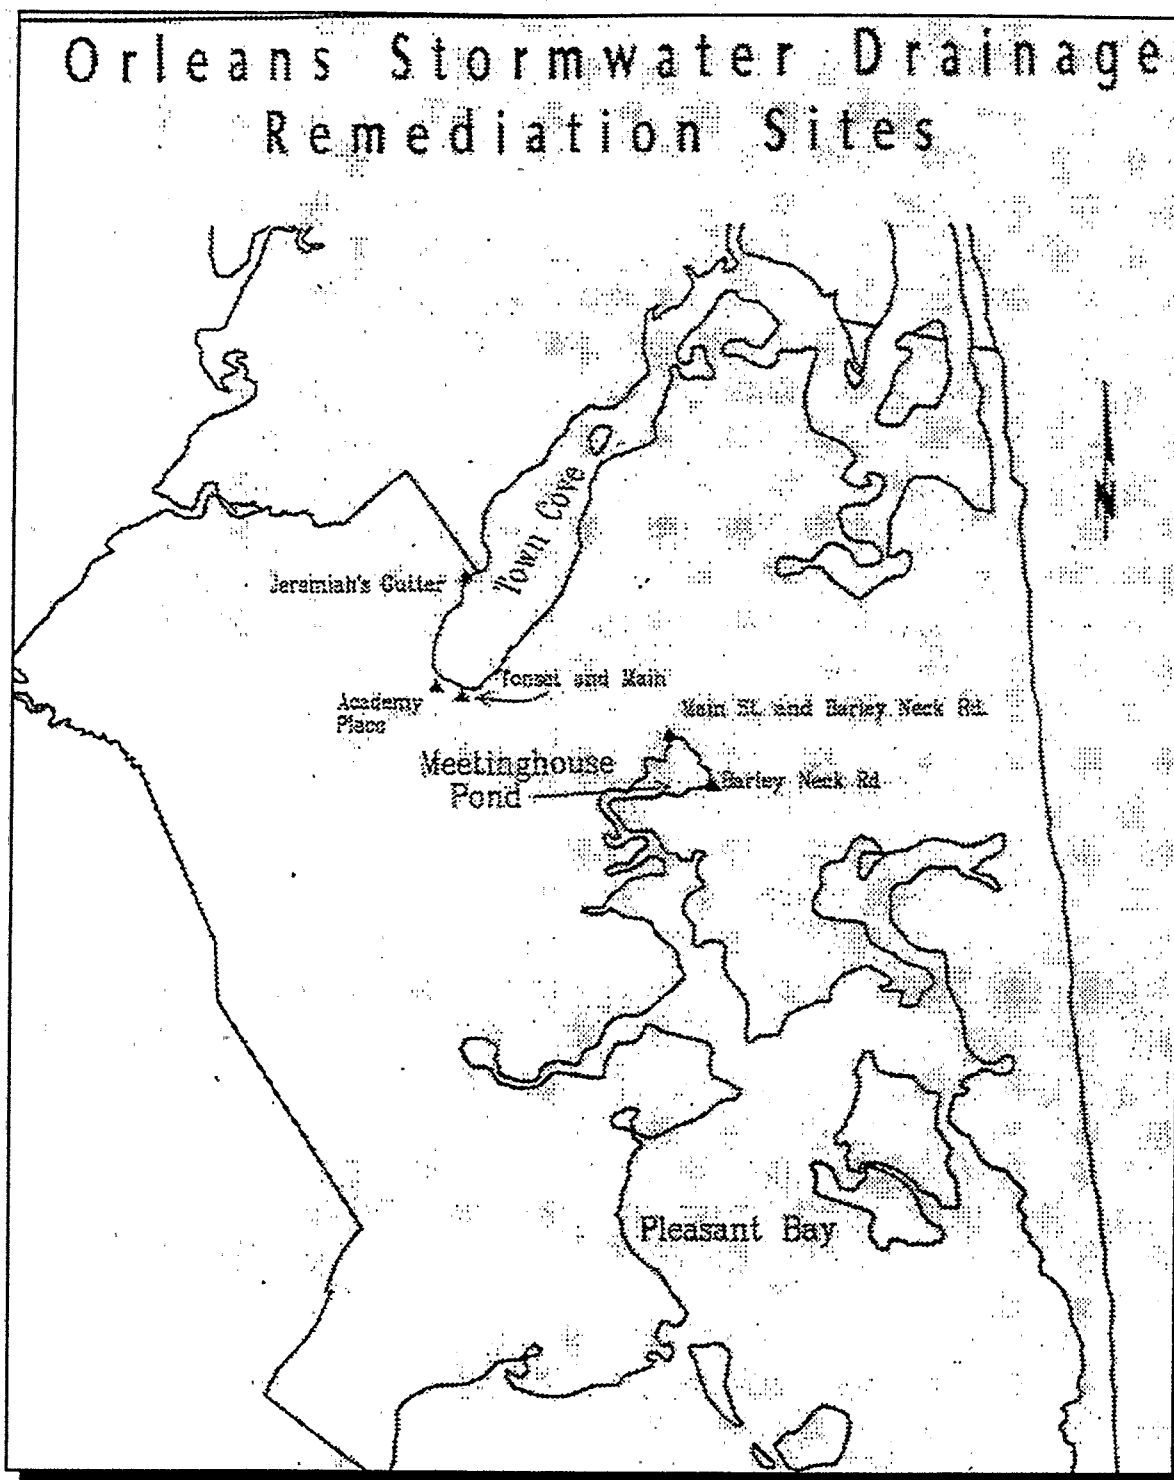 Orleans Stormwater Drainage
Remediation Sites
Town Cove
Jeremiah's Gutter
Tonset and Main
Academy
Place
Main St. and Barley Neck Rd.
Meetinghouse
Pond
Barley Neck Rd
Pleasant Bay
N